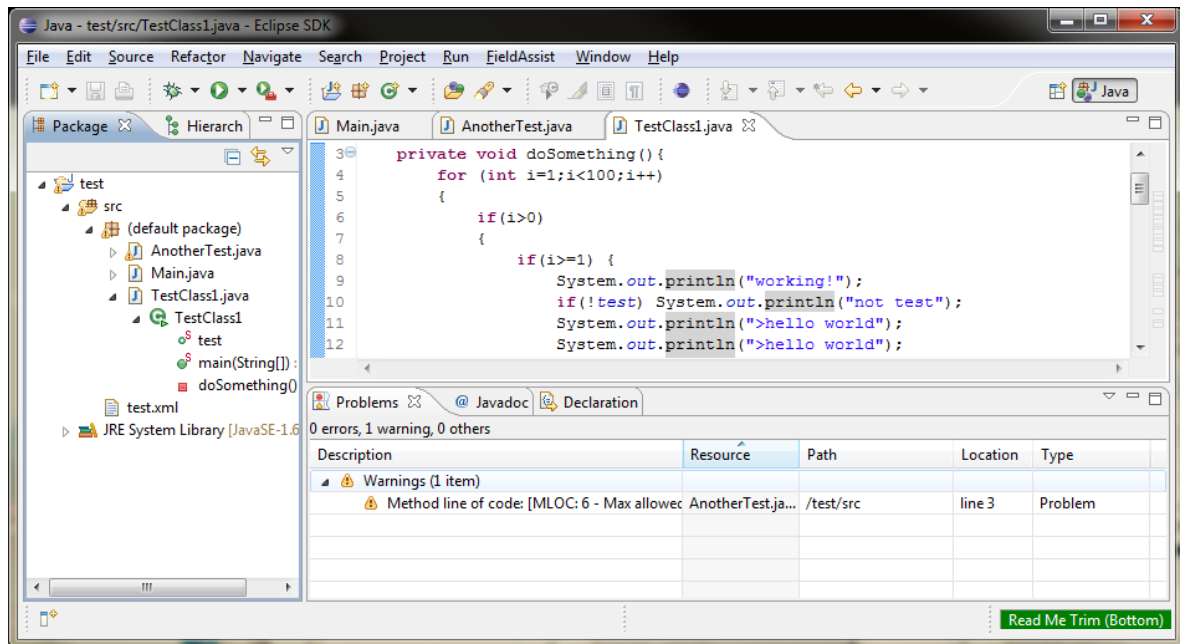 Java - test/src/TestClass1.java - Eclipse SDK
File Edit Source Refactor Navigate Search Project Run FieldAssist Window Help
Java
Package Hierarch
Main.java AnotherTest.java TestClass1.java
test
src
(default package)
AnotherTest.java
Main.java
TestClass1.java
TestClass1
test
main(String[]) :
doSomething()
test.xml
JRE System Library [JavaSE-1.6
3 private void doSomething(){
4 for (int i=1;i<100;i++)
5 {
6 if(i>0)
7 {
8 if(i>=1) {
9 System.out.println("working!");
10 if(!test) System.out.println("not test");
11 System.out.println(">hello world");
12 System.out.println(">hello world");
Problems @ Javadoc Declaration
0 errors, 1 warning, 0 others
Description Resource Path Location Type
Warnings (1 item)
Method line of code: [MLOC: 6 - Max allowed AnotherTest.ja... /test/src line 3 Problem
Read Me Trim (Bottom)